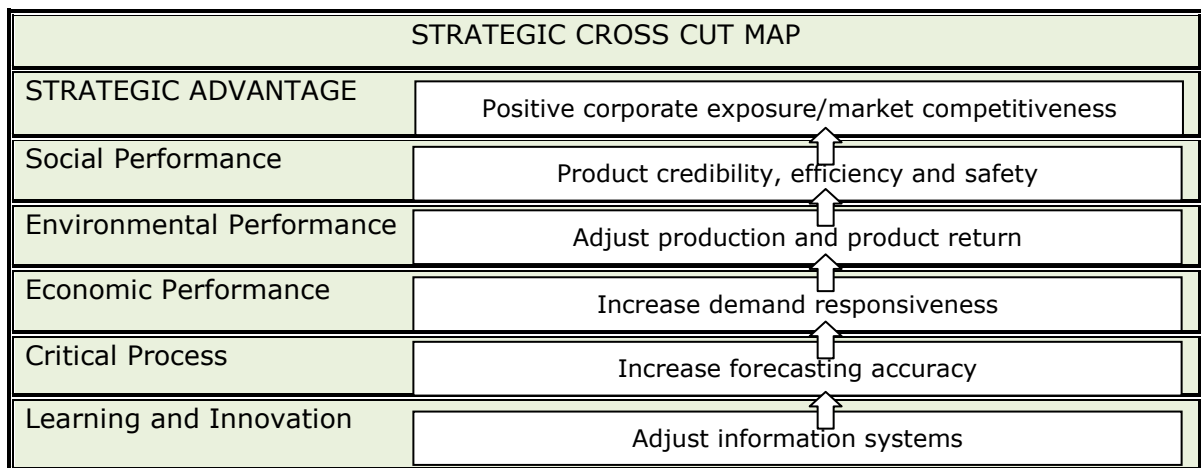 STRATEGIC CROSS CUT MAP
STRATEGIC ADVANTAGE
Positive corporate exposure/market competitiveness
Social Performance
Product credibility, efficiency and safety
Environmental Performance
Adjust production and product return
Economic Performance
Increase demand responsiveness
Critical Process
Increase forecasting accuracy
Learning and Innovation
Adjust information systems